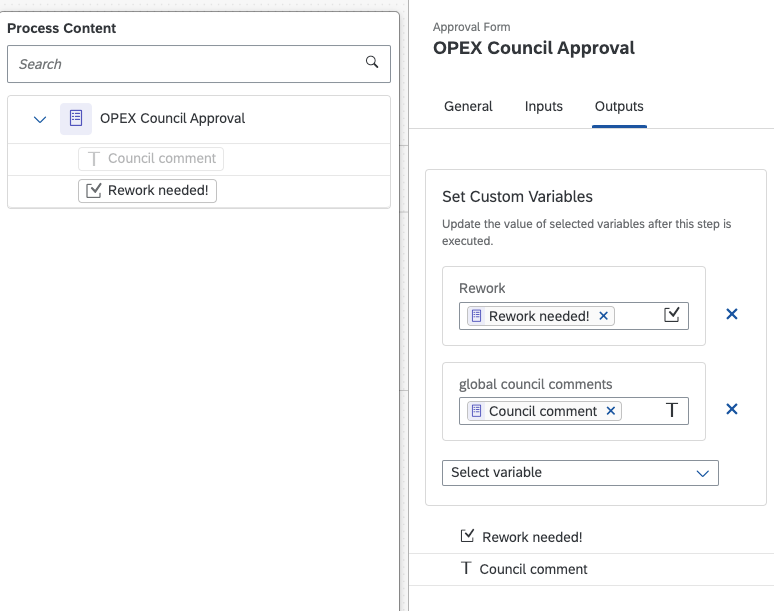 Process Content
Search
OPEX Council Approval
Council comment
Rework needed!
Approval Form
OPEX Council Approval
General Inputs Outputs
Set Custom Variables
Update the value of selected variables after this step is
executed.
Rework
Rework needed!
global council comments
Council comment
Select variable
Rework needed!
Council comment